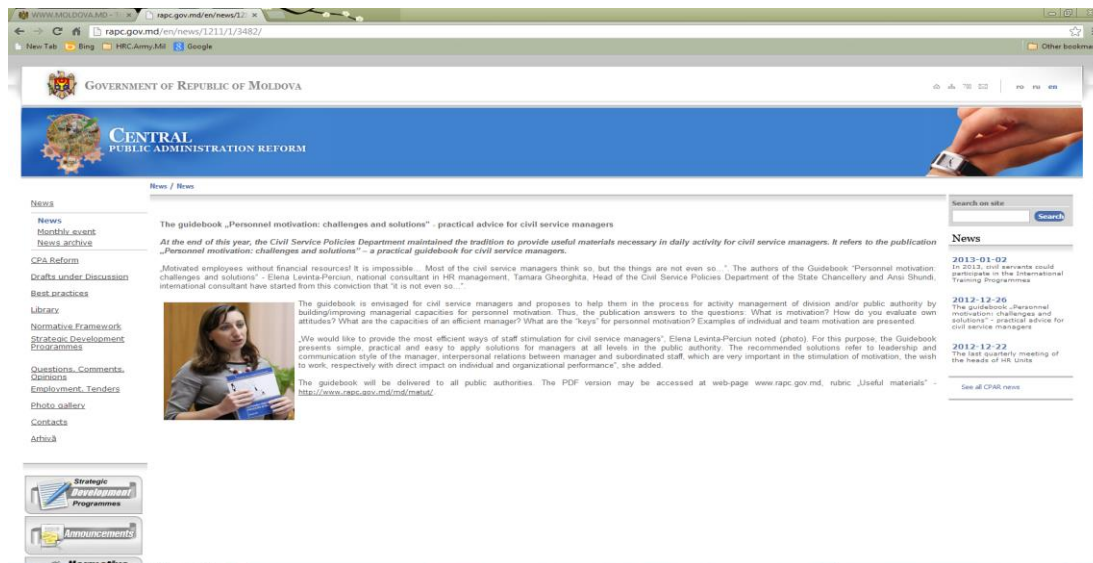 WWW.MOLDOVA.MD -
rapc.gov.md/en/news/12
rapc.gov.md/en/news/1211/1/3482/
New Tab Bing HRC.Army.Mil Google
Other bookma
GOVERNMENT OF REPUBLIC OF MOLDOVA
ro ru en
CENTRAL
PUBLIC ADMINISTRATION REFORM
News / News
News
News
Monthly event
News archive
CPA Reform
Drafts under Discussion
Best practices
Library
Normative Framework
Strategic Development
Programmes
Questions, Comments,
Opinions
Employment, Tenders
Photo gallery
Contacts
Arhivă
Strategic
Development
Programmes
Announcements
The guidebook „Personnel motivation: challenges and solutions" - practical advice for civil service managers
At the end of this year, the Civil Service Policies Department maintained the tradition to provide useful materials necessary in daily activity for civil service managers. It refers to the publication
„Personnel motivation: challenges and solutions" – a practical guidebook for civil service managers.
„Motivated employees without financial resources! It is impossible... Most of the civil service managers think so, but the things are not even so...". The authors of the Guidebook "Personnel motivation:
challenges and solutions" - Elena Levinta-Perciun, national consultant in HR management, Tamara Gheorghita, Head of the Civil Service Policies Department of the State Chancellery and Ansi Shundi,
international consultant have started from this conviction that "it is not even so...".
The guidebook is envisaged for civil service managers and proposes to help them in the process for activity management of division and/or public authority by
building/improving managerial capacities for personnel motivation. Thus, the publication answers to the questions: What is motivation? How do you evaluate own
attitudes? What are the capacities of an efficient manager? What are the "keys" for personnel motivation? Examples of individual and team motivation are presented.
„We would like to provide the most efficient ways of staff stimulation for civil service managers", Elena Levinta-Perciun noted (photo). For this purpose, the Guidebook
presents simple, practical and easy to apply solutions for managers at all levels in the public authority. The recommended solutions refer to leadership and
communication style of the manager, interpersonal relations between manager and subordinated staff, which are very important in the stimulation of motivation, the wish
to work, respectively with direct impact on individual and organizational performance", she added.
The guidebook will be delivered to all public authorities. The PDF version may be accessed at web-page www.rapc.gov.md, rubric „Useful materials" -
http://www.rapc.gov.md/md/matut/.
Search on site
Search
News
2013-01-02
In 2013, civil servants could
participate in the International
Training Programmes
2012-12-26
The guidebook „Personnel
motivation: challenges and
solutions" - practical advice for
civil service managers
2012-12-22
The last quarterly meeting of
the heads of HR Units
See all CPAR news